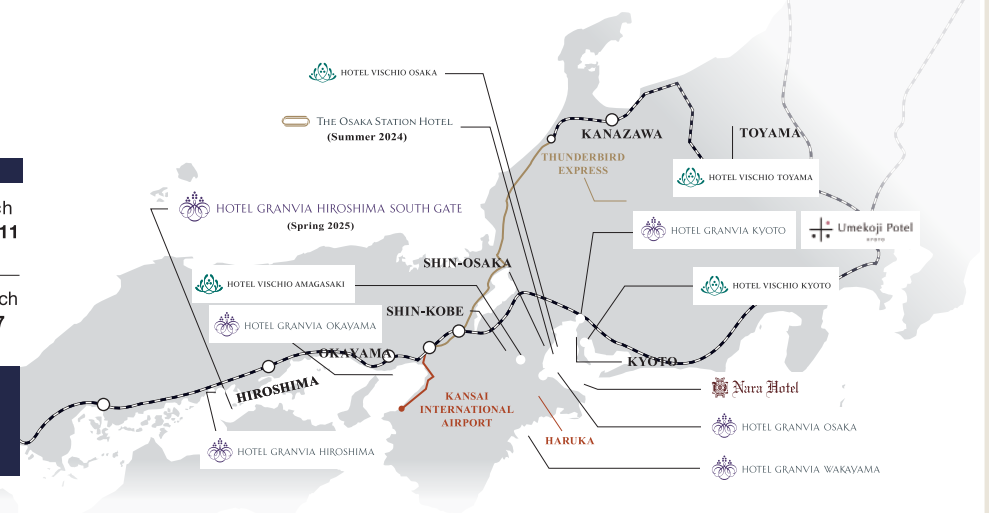 HOTEL VISCHIO OSAKA
THE OSAKA STATION HOTEL
(Summer 2024)
KANAZAWA
TOYAMA
THUNDERBIRD
EXPRESS
HOTEL VISCHIO TOYAMA
ch
11
HOTEL GRANVIA HIROSHIMA SOUTH GATE
(Spring 2025)
HOTEL GRANVIA KYOTO
Umekoji Potel
KYOTO
SHIN-OSAKA
HOTEL VISCHIO AMAGASAKI
HOTEL VISCHIO KYOTO
ch
7
SHIN-KOBE
HOTEL GRANVIA OKAYAMA
OKAYAMA
KYOTO
HIROSHIMA
Nara Hotel
KANSAI
INTERNATIONAL
AIRPORT
HARUKA
HOTEL GRANVIA OSAKA
HOTEL GRANVIA HIROSHIMA
HOTEL GRANVIA WAKAYAMA